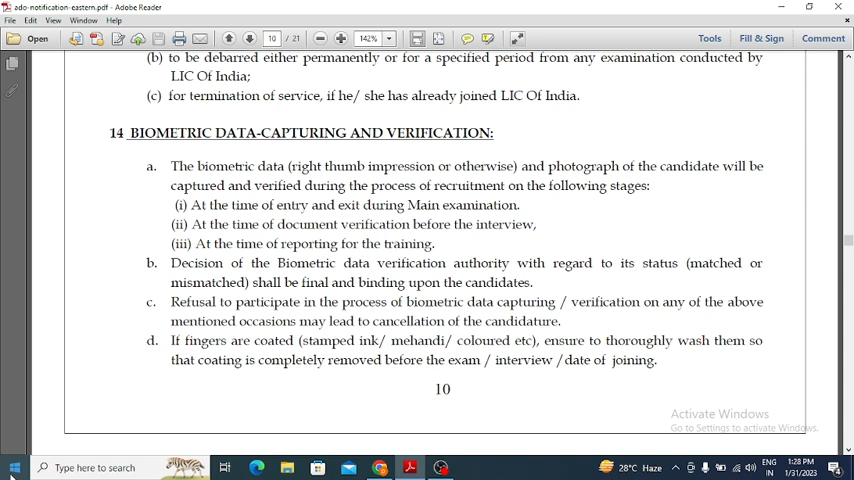 ado-notification-eastern.pdf - Adobe Reader
File Edit View Window Help
Open 10 / 21 142% Tools Fill & Sign Comment
(b) to be debarred either permanently or for a specified period from any examination conducted by
LIC Of India;
(c) for termination of service, if he/ she has already joined LIC Of India.
14 BIOMETRIC DATA-CAPTURING AND VERIFICATION:
a. The biometric data (right thumb impression or otherwise) and photograph of the candidate will be
captured and verified during the process of recruitment on the following stages:
(i) At the time of entry and exit during Main examination.
(ii) At the time of document verification before the interview,
(iii) At the time of reporting for the training.
b. Decision of the Biometric data verification authority with regard to its status (matched or
mismatched) shall be final and binding upon the candidates.
c. Refusal to participate in the process of biometric data capturing / verification on any of the above
mentioned occasions may lead to cancellation of the candidature.
d. If fingers are coated (stamped ink/ mehandi/ coloured etc), ensure to thoroughly wash them so
that coating is completely removed before the exam / interview /date of joining.
10
Activate Windows
Go to Settings to activate Windows.
Type here to search
28°C Haze
ENG
IN
1:28 PM
1/31/2023
4